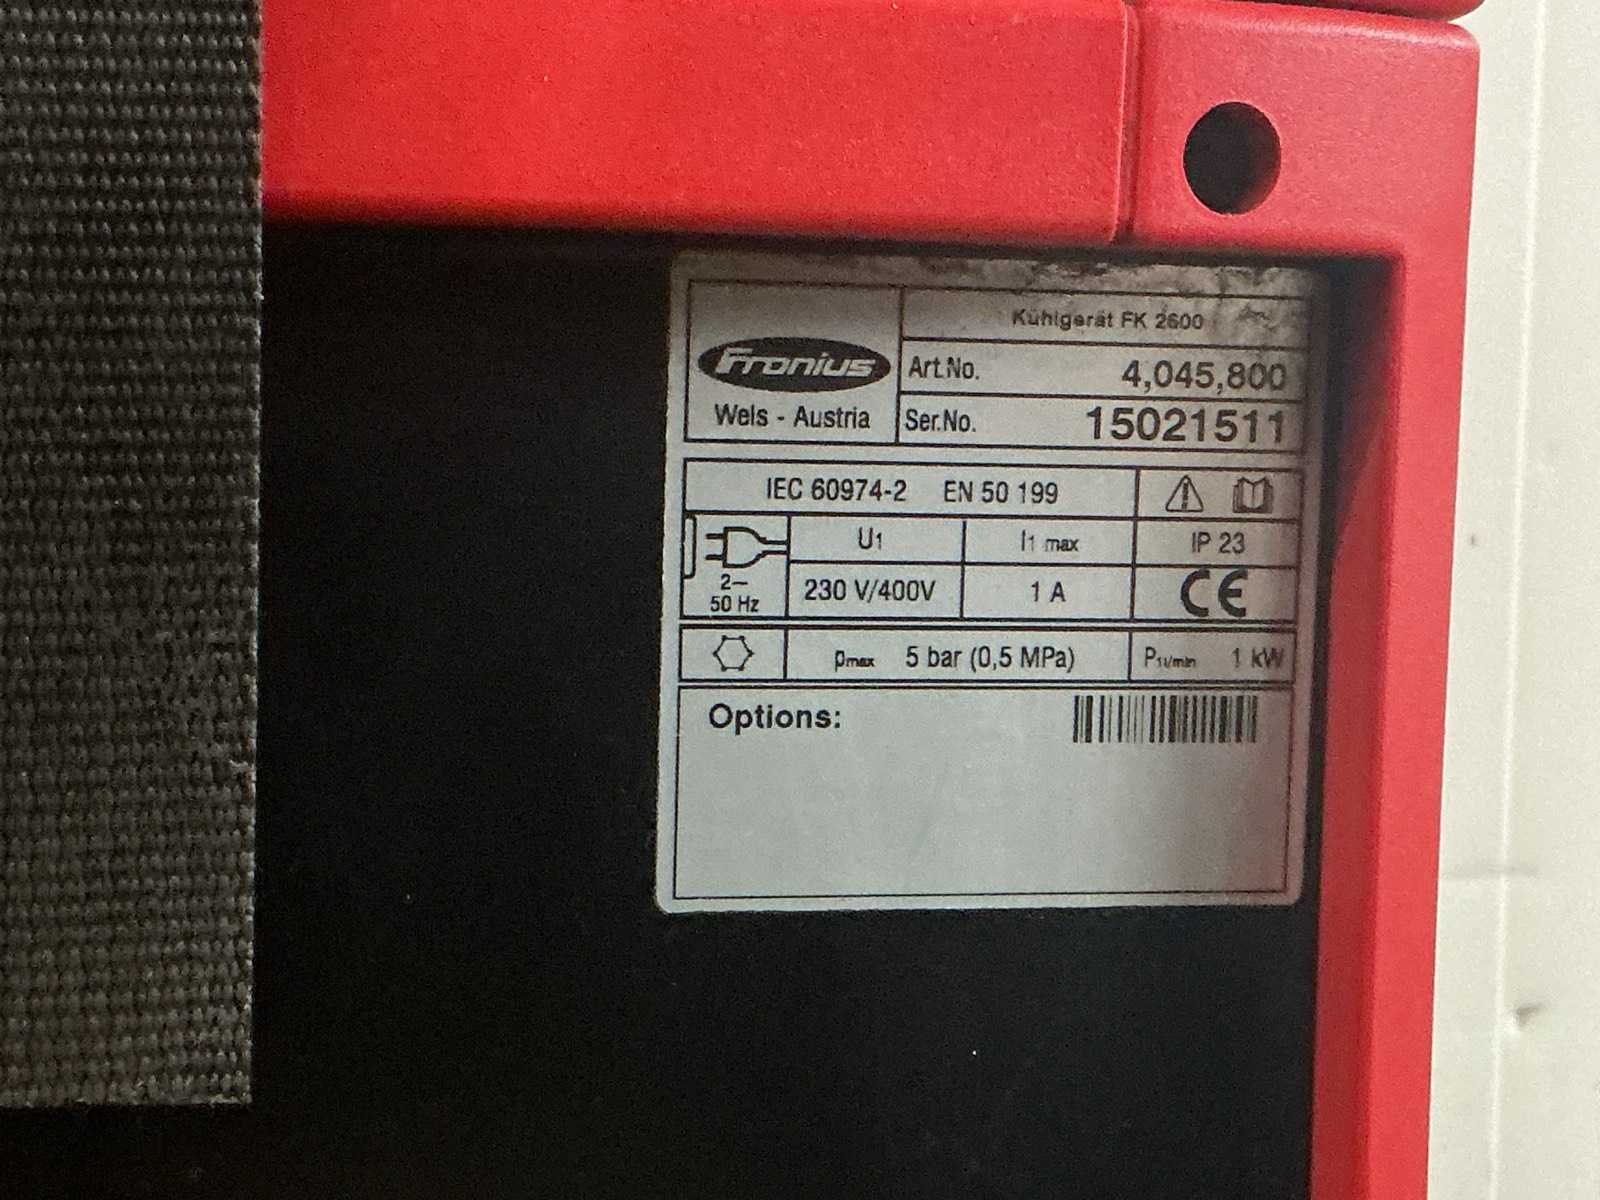 Kühlgerät FK 2600
Fronius
Wels - Austria
Art.No. 4,045,800
Ser.No. 15021511
IEC 60974-2 EN 50 199
U1 I1 max IP 23
2~
50 Hz
230 V/400V 1 A CE
pmax 5 bar (0,5 MPa) P1l/min 1 kW
Options: